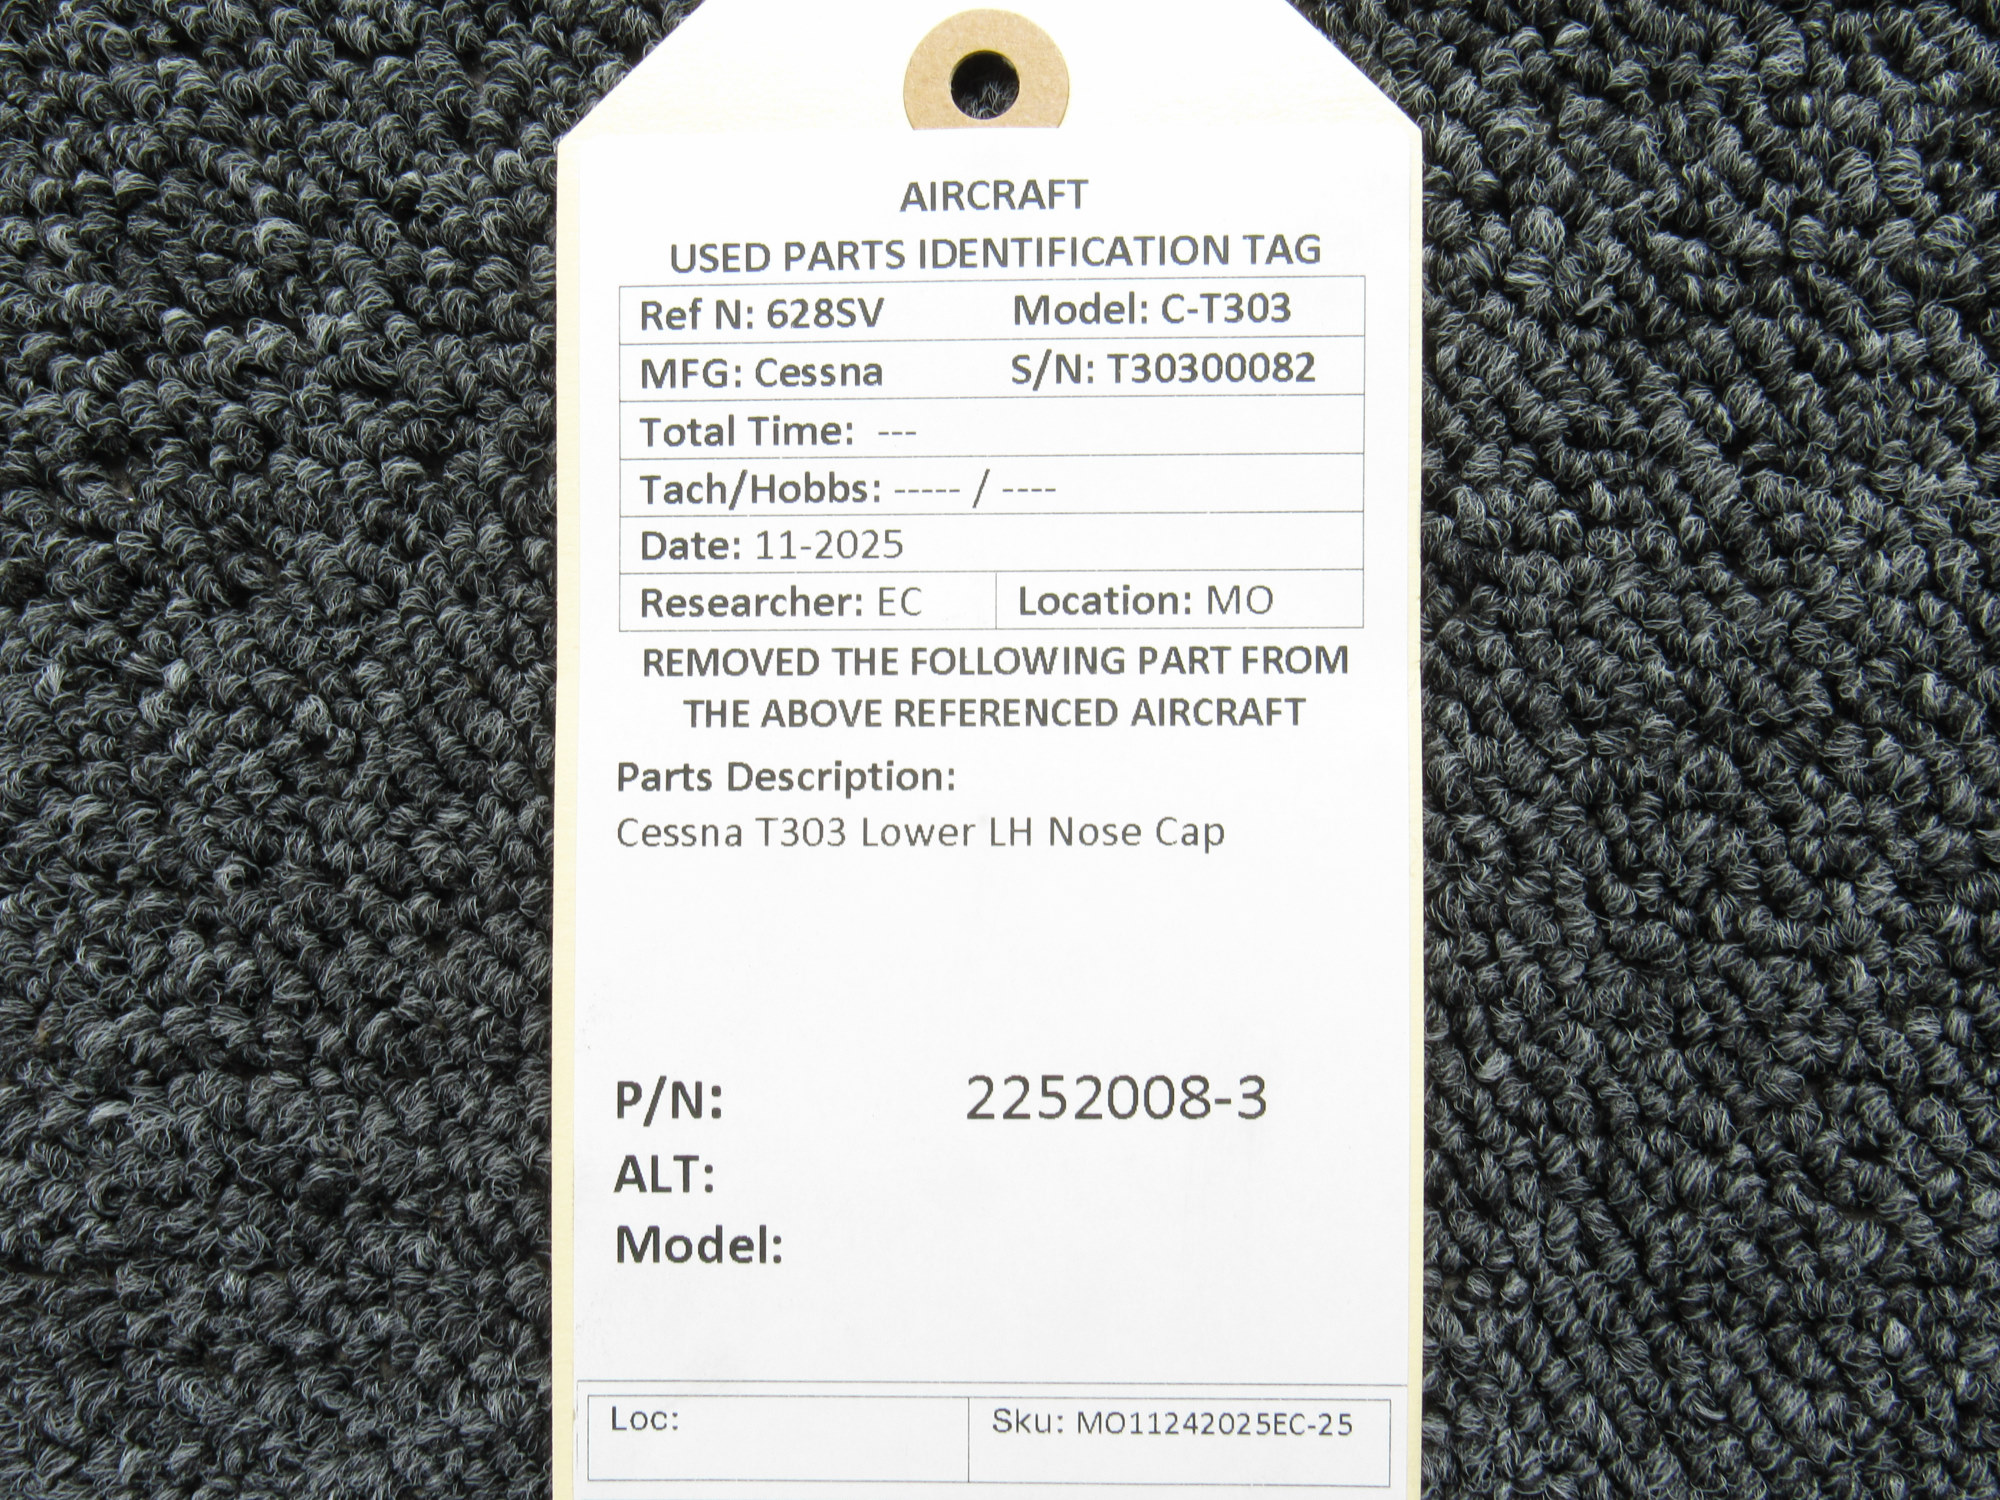 AIRCRAFT
USED PARTS IDENTIFICATION TAG
Ref N: 628SV Model: C-T303
MFG: Cessna S/N: T30300082
Total Time: ---
Tach/Hobbs: ----- / ----
Date: 11-2025
Researcher: EC Location: MO
REMOVED THE FOLLOWING PART FROM
THE ABOVE REFERENCED AIRCRAFT
Parts Description:
Cessna T303 Lower LH Nose Cap
P/N: 2252008-3
ALT:
Model:
Loc: Sku: MO11242025EC-25